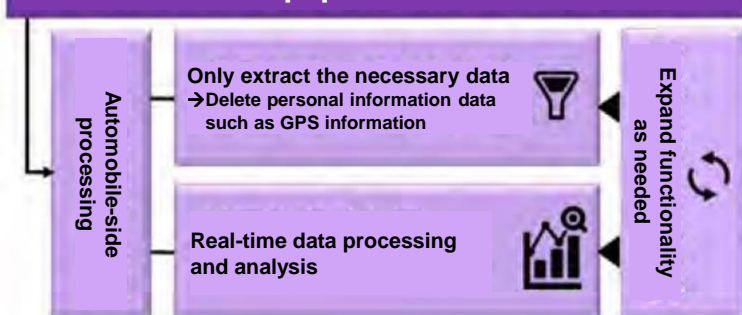 Automobile-side
processing
Only extract the necessary data
→Delete personal information data
such as GPS information
Real-time data processing
and analysis
Expand functionality
as needed